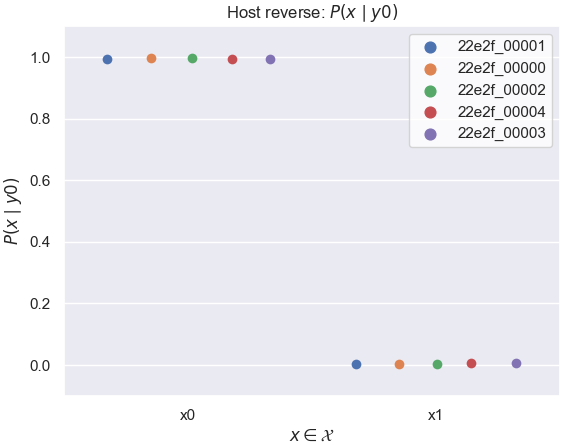 Host reverse: P(x | y0)
22e2f_00001
22e2f_00000
22e2f_00002
22e2f_00004
22e2f_00003
P(x | y0)
1.0
0.8
0.6
0.4
0.2
0.0
x0 x1
x ∈ 𝒳